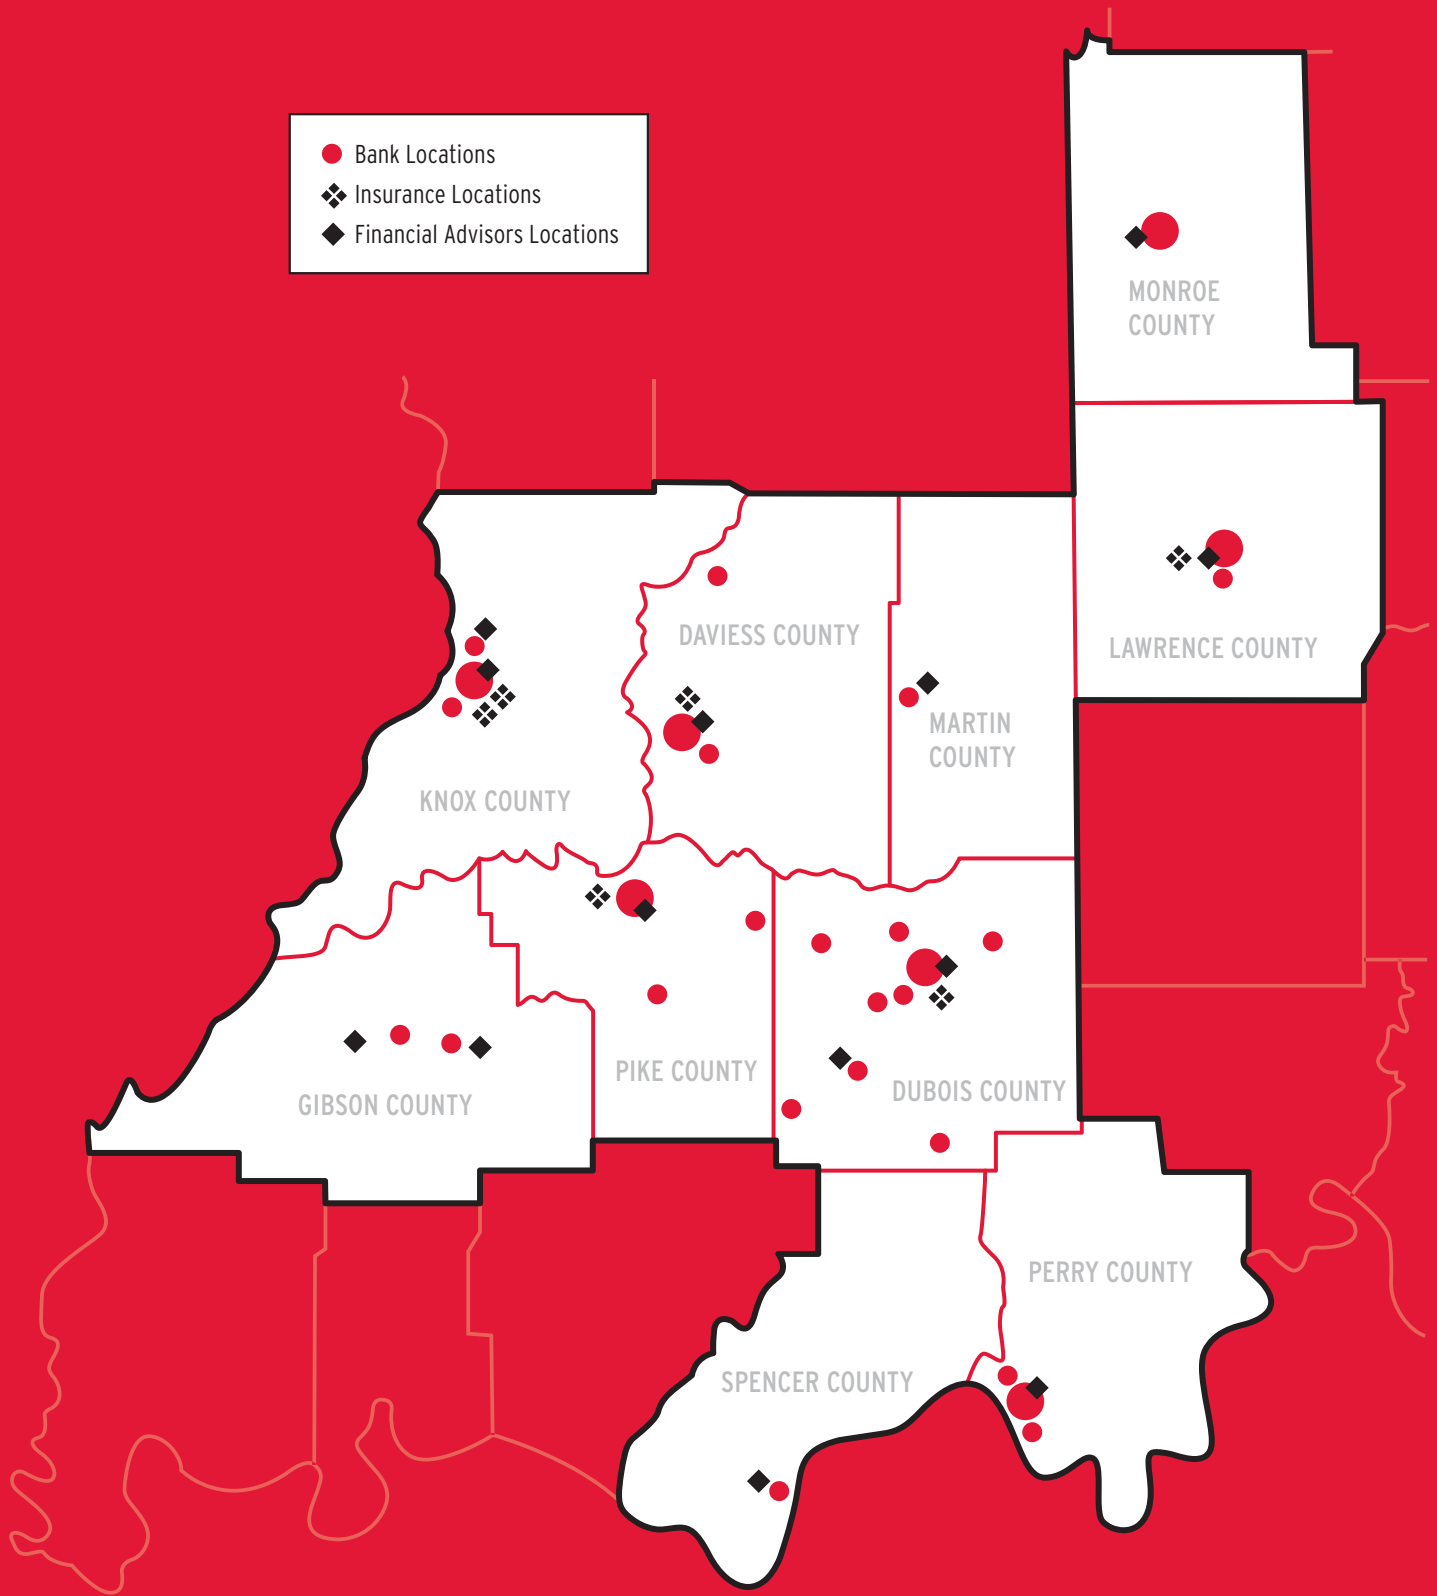 Bank Locations
Insurance Locations
Financial Advisors Locations
MONROE
COUNTY
DAVIESS COUNTY
LAWRENCE COUNTY
MARTIN
COUNTY
KNOX COUNTY
PIKE COUNTY
DUBOIS COUNTY
GIBSON COUNTY
PERRY COUNTY
SPENCER COUNTY